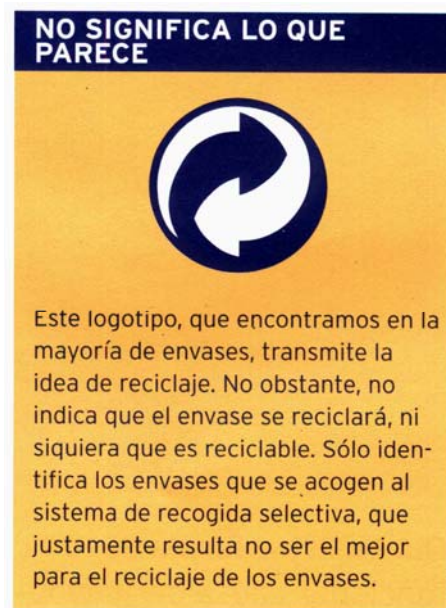 NO SIGNIFICA LO QUE
PARECE
Este logotipo, que encontramos en la
mayoría de envases, transmite la
idea de reciclaje. No obstante, no
indica que el envase se reciclará, ni
siquiera que es reciclable. Sólo iden-
tifica los envases que se acogen al
sistema de recogida selectiva, que
justamente resulta no ser el mejor
para el reciclaje de los envases.